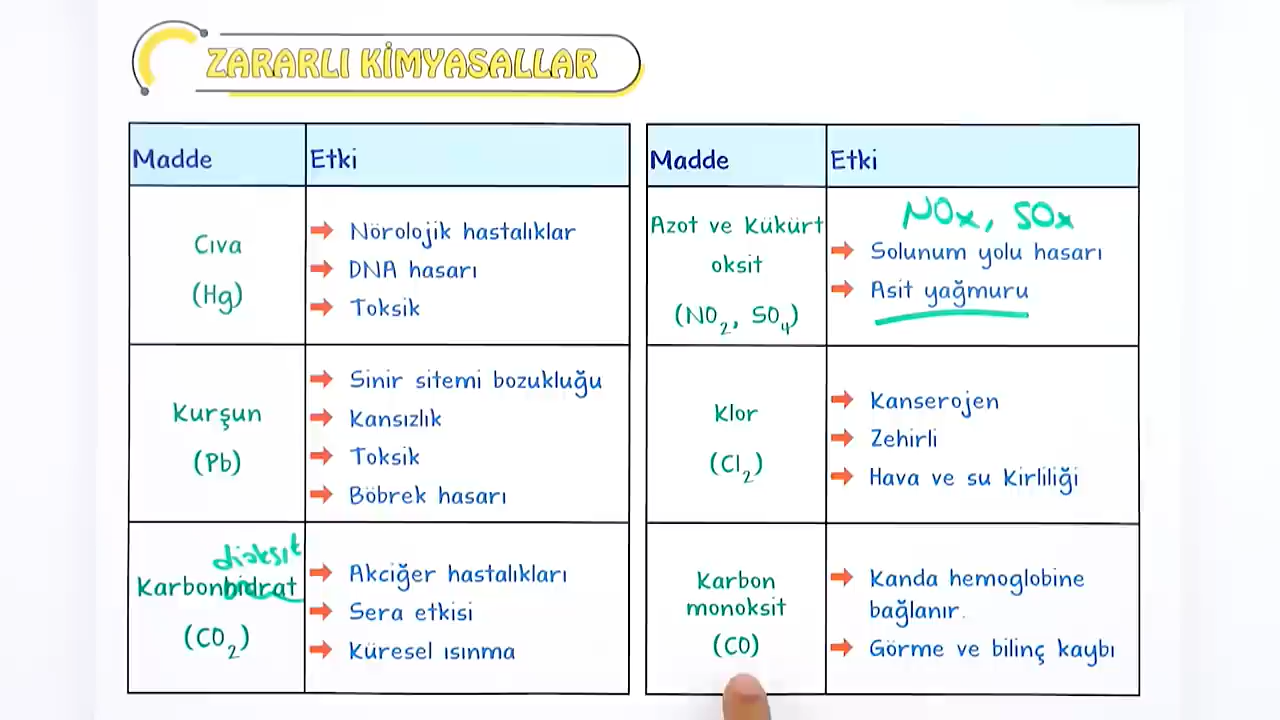 ZARARLI KİMYASALLAR
Madde
Etki
Cıva
(Hg)
Nörolojik hastalıklar
DNA hasarı
Toksik
Kurşun
(Pb)
Sinir sitemi bozukluğu
Kansızlık
Toksik
Böbrek hasarı
dioksit
Karbonhidrat
(CO₂)
Akciğer hastalıkları
Sera etkisi
Küresel ısınma
Madde
Etki
Azot ve Kükürt
oksit
(NO₂, SO₄)
NOx, SOx
Solunum yolu hasarı
Asit yağmuru
Klor
(Cl₂)
Kanserojen
Zehirli
Hava ve su Kirliliği
Karbon
monoksit
(CO)
Kanda hemoglobine
bağlanır.
Görme ve bilinç kaybı